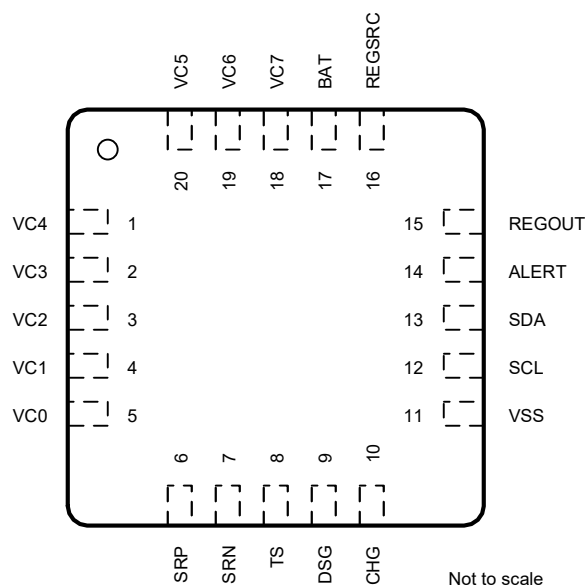 VC5 VC6 VC7 BAT REGSRC
20 19 18 17 16
VC4 1 15 REGOUT
VC3 2 14 ALERT
VC2 3 13 SDA
VC1 4 12 SCL
VC0 5 11 VSS
6 7 8 9 10
SRP SRN TS DSG CHG
Not to scale